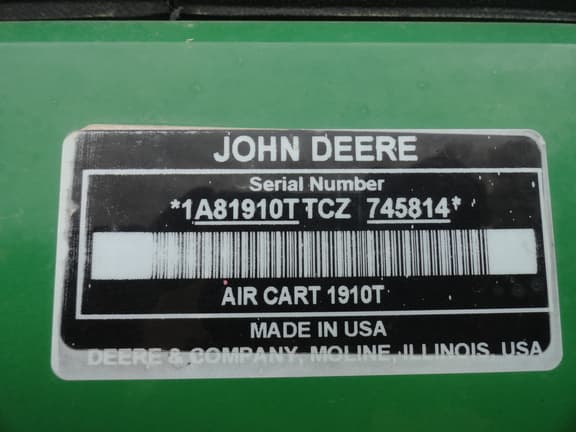 JOHN DEERE
Serial Number
*1A81910TTCZ 745814*
AIR CART 1910T
MADE IN USA
DEERE & COMPANY, MOLINE, ILLINOIS, USA